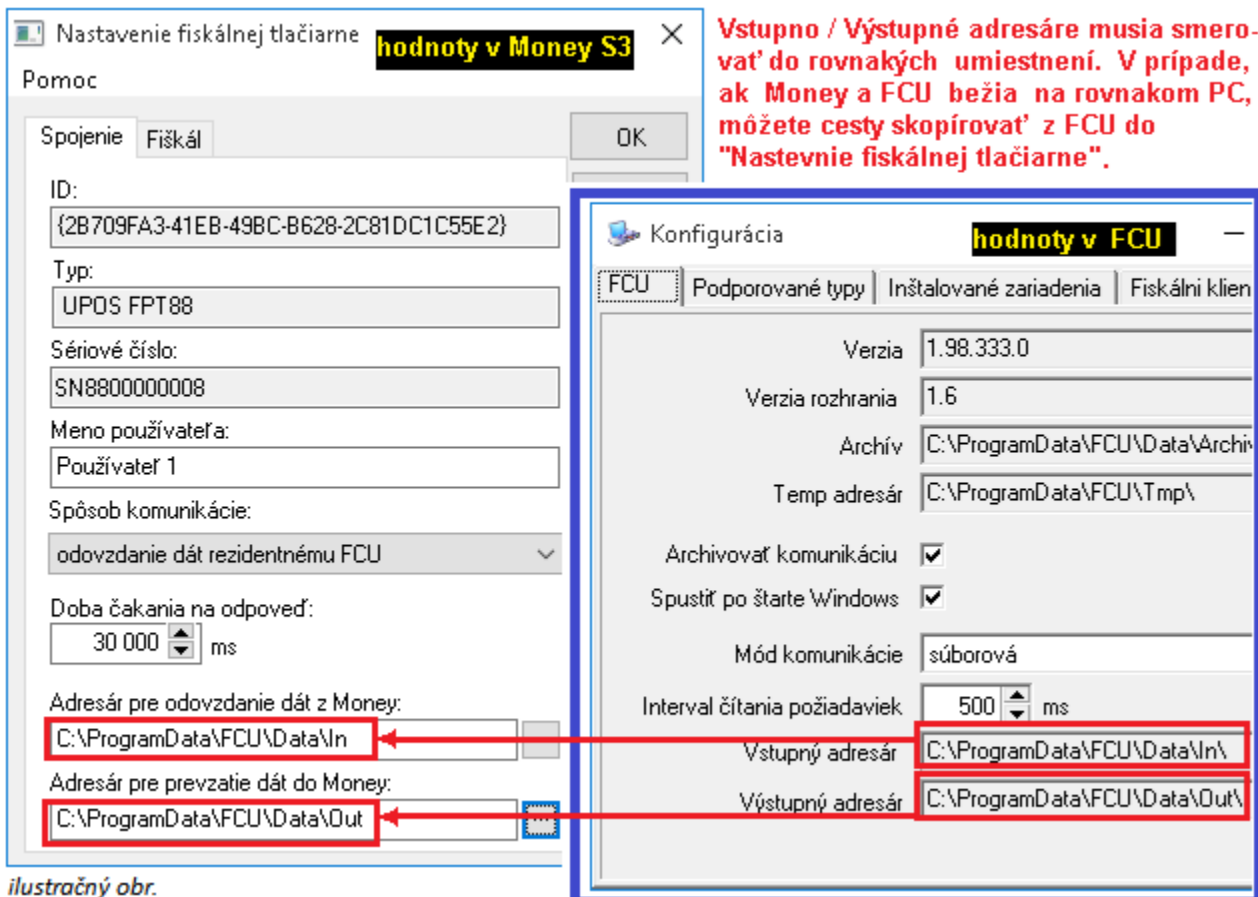 Nastavenie fiskálnej tlačiarne
hodnoty v Money S3
Pomoc
Spojenie
Fiškál
OK
ID:
{2B709FA3-41EB-49BC-B628-2C81DC1C55E2}
Typ:
UPOS FPT88
Sériové číslo:
SN8800000008
Meno používateľa:
Používateľ 1
Spôsob komunikácie:
odovzdanie dát rezidentnému FCU
Doba čakania na odpoveď:
30 000 ms
Adresár pre odovzdanie dát z Money:
C:\ProgramData\FCU\Data\In
Adresár pre prevzatie dát do Money:
C:\ProgramData\FCU\Data\Out
...
ilustračný obr.
Vstupno / Výstupné adresáre musia smero-
vať do rovnakých umiestnení. V prípade,
ak Money a FCU bežia na rovnakom PC,
môžete cesty skopírovať z FCU do
"Nastevnie fiskálnej tlačiarne".
Konfigurácia
hodnoty v FCU
FCU
Podporované typy
Inštalované zariadenia
Fiskálni klien
Verzia 1.98.333.0
Verzia rozhrania 1.6
Archív C:\ProgramData\FCU\Data\Archiv
Temp adresár C:\ProgramData\FCU\Tmp\
Archivovať komunikáciu
Spustiť po štarte Windows
Mód komunikácie súborová
Interval čítania požiadaviek 500 ms
Vstupný adresár C:\ProgramData\FCU\Data\In\
Výstupný adresár C:\ProgramData\FCU\Data\Out\